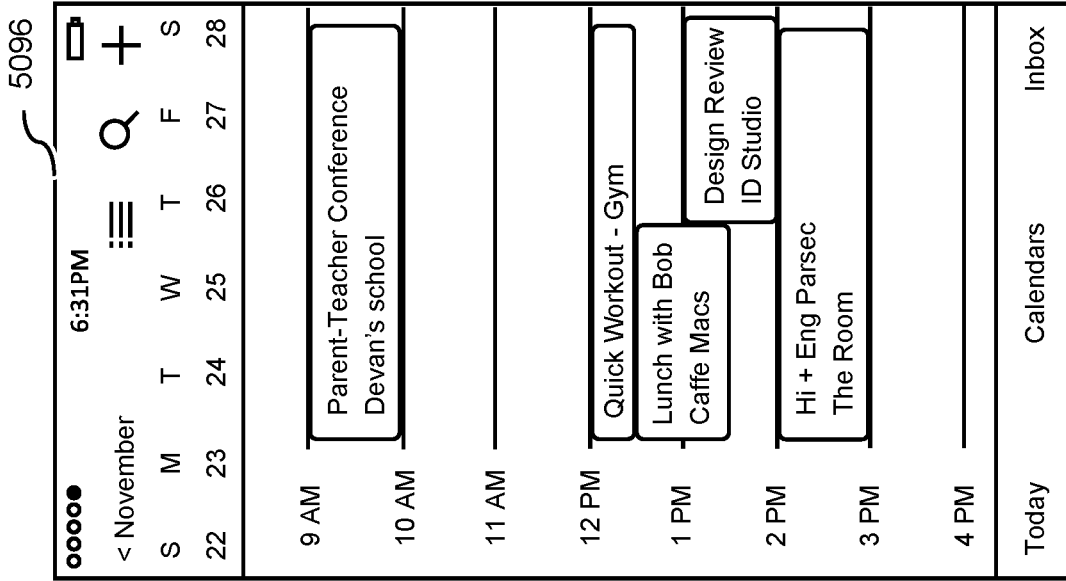 5096
6:31PM
< November
S M T W T F S
22 23 24 25 26 27 28
9 AM
Parent-Teacher Conference
Devan's school
10 AM
11 AM
12 PM
Quick Workout - Gym
Lunch with Bob
Caffe Macs
1 PM
Design Review
ID Studio
2 PM
Hi + Eng Parsec
The Room
3 PM
4 PM
Today Calendars Inbox